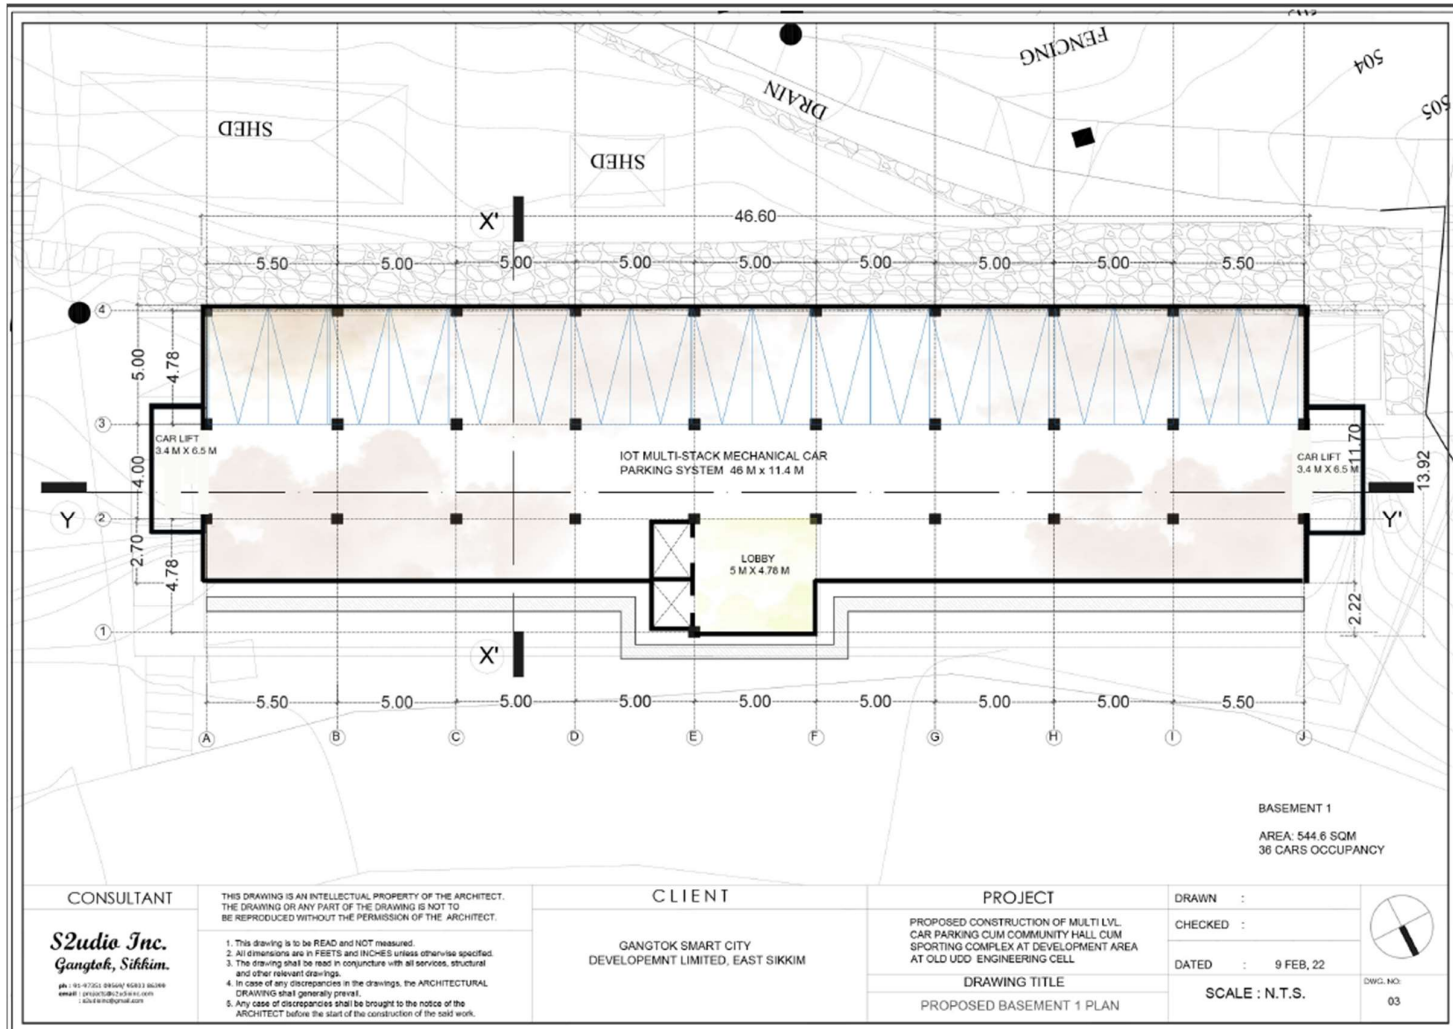 FENCING
504
505
DRAIN
SHED
SHED
X'
46.60
5.50 5.00 5.00 5.00 5.00 5.00 5.00 5.00 5.50
4
5.00
4.78
3
CAR LIFT
3.4 M X 6.5 M
IOT MULTI-STACK MECHANICAL CAR
PARKING SYSTEM 46 M x 11.4 M
CAR LIFT
3.4 M X 6.5 M
11.70
13.92
4.00
Y
Y'
2
2.70
4.78
LOBBY
5 M X 4.78 M
2.22
1
X'
5.50 5.00 5.00 5.00 5.00 5.00 5.00 5.00 5.50
A B C D E F G H I J
BASEMENT 1
AREA: 544.6 SQM
36 CARS OCCUPANCY
CONSULTANT
S2udio Inc.
Gangtok, Sikkim.
THIS DRAWING IS AN INTELLECTUAL PROPERTY OF THE ARCHITECT.
THE DRAWING OR ANY PART OF THE DRAWING IS NOT TO
BE REPRODUCED WITHOUT THE PERMISSION OF THE ARCHITECT.
1. This drawing is to be READ and NOT measured.
2. All dimensions are in FEETS and INCHES unless otherwise specified.
3. The drawing shall be read in conjuncture with all services, structural
and other relevant drawings.
4. In case of any discrepancies in the drawings, the ARCHITECTURAL
DRAWING shall generally prevail.
5. Any case of discrepancies shall be brought to the notice of the
ARCHITECT before the start of the construction of the said work.
CLIENT
GANGTOK SMART CITY
DEVELOPEMNT LIMITED, EAST SIKKIM
PROJECT
PROPOSED CONSTRUCTION OF MULTI LVL.
CAR PARKING CUM COMMUNITY HALL CUM
SPORTING COMPLEX AT DEVELOPMENT AREA
AT OLD UDD ENGINEERING CELL
DRAWING TITLE
PROPOSED BASEMENT 1 PLAN
DRAWN :
CHECKED :
DATED : 9 FEB, 22
SCALE : N.T.S.
DWG. NO:
03